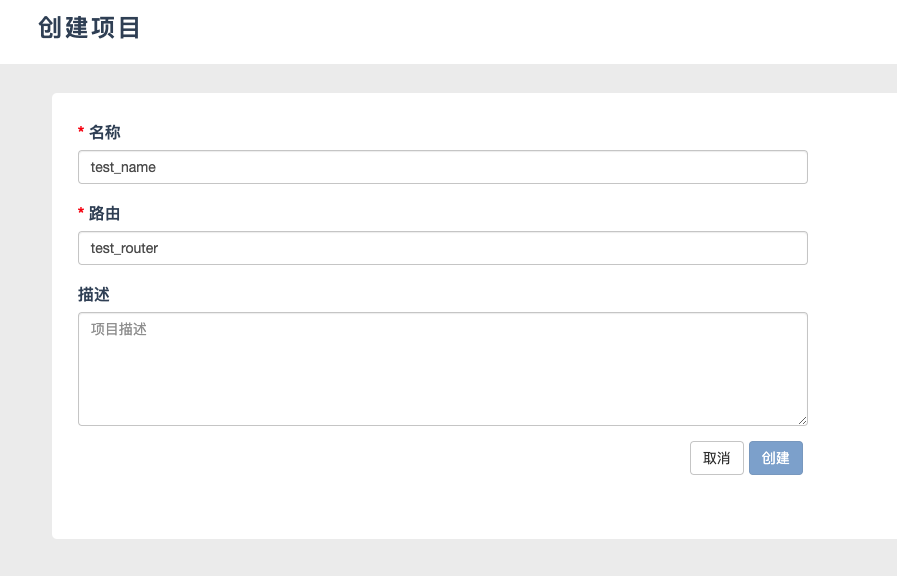 创建项目
* 名称
test_name
* 路由
test_router
描述
项目描述
取消 创建